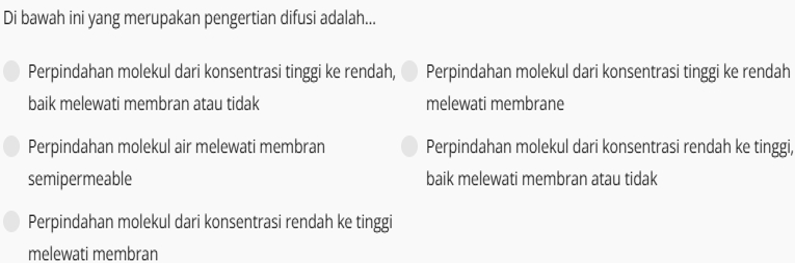 Di bawah ini yang merupakan pengertian difusi adalah...
Perpindahan molekul dari konsentrasi tinggi ke rendah,
baik melewati membran atau tidak
Perpindahan molekul dari konsentrasi tinggi ke rendah
melewati membrane
Perpindahan molekul air melewati membran
semipermeable
Perpindahan molekul dari konsentrasi rendah ke tinggi,
baik melewati membran atau tidak
Perpindahan molekul dari konsentrasi rendah ke tinggi
melewati membran